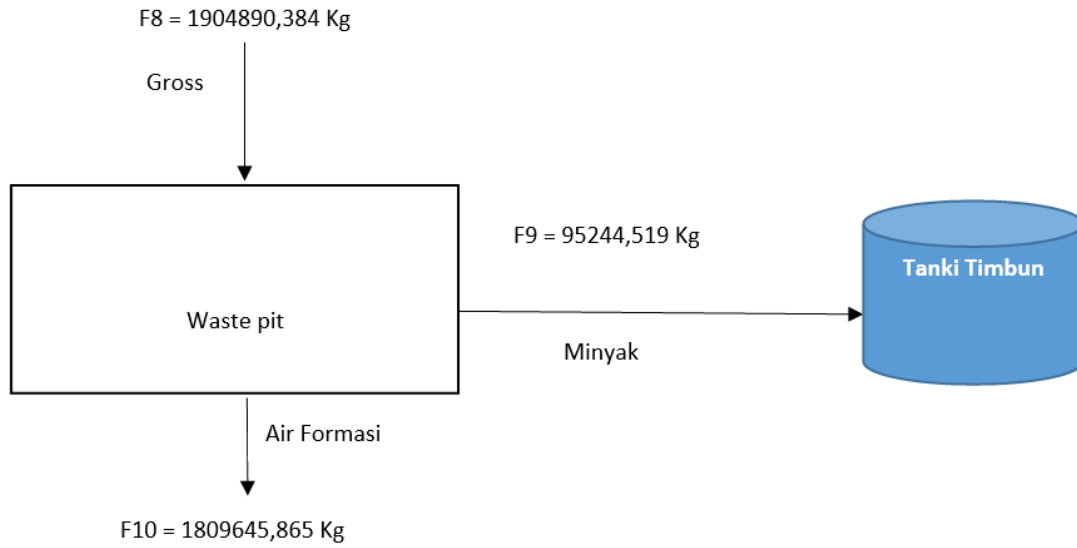 F8 = 1904890,384 Kg
Gross
F9 = 95244,519 Kg
Tanki Timbun
Waste pit
Minyak
Air Formasi
F10 = 1809645,865 Kg